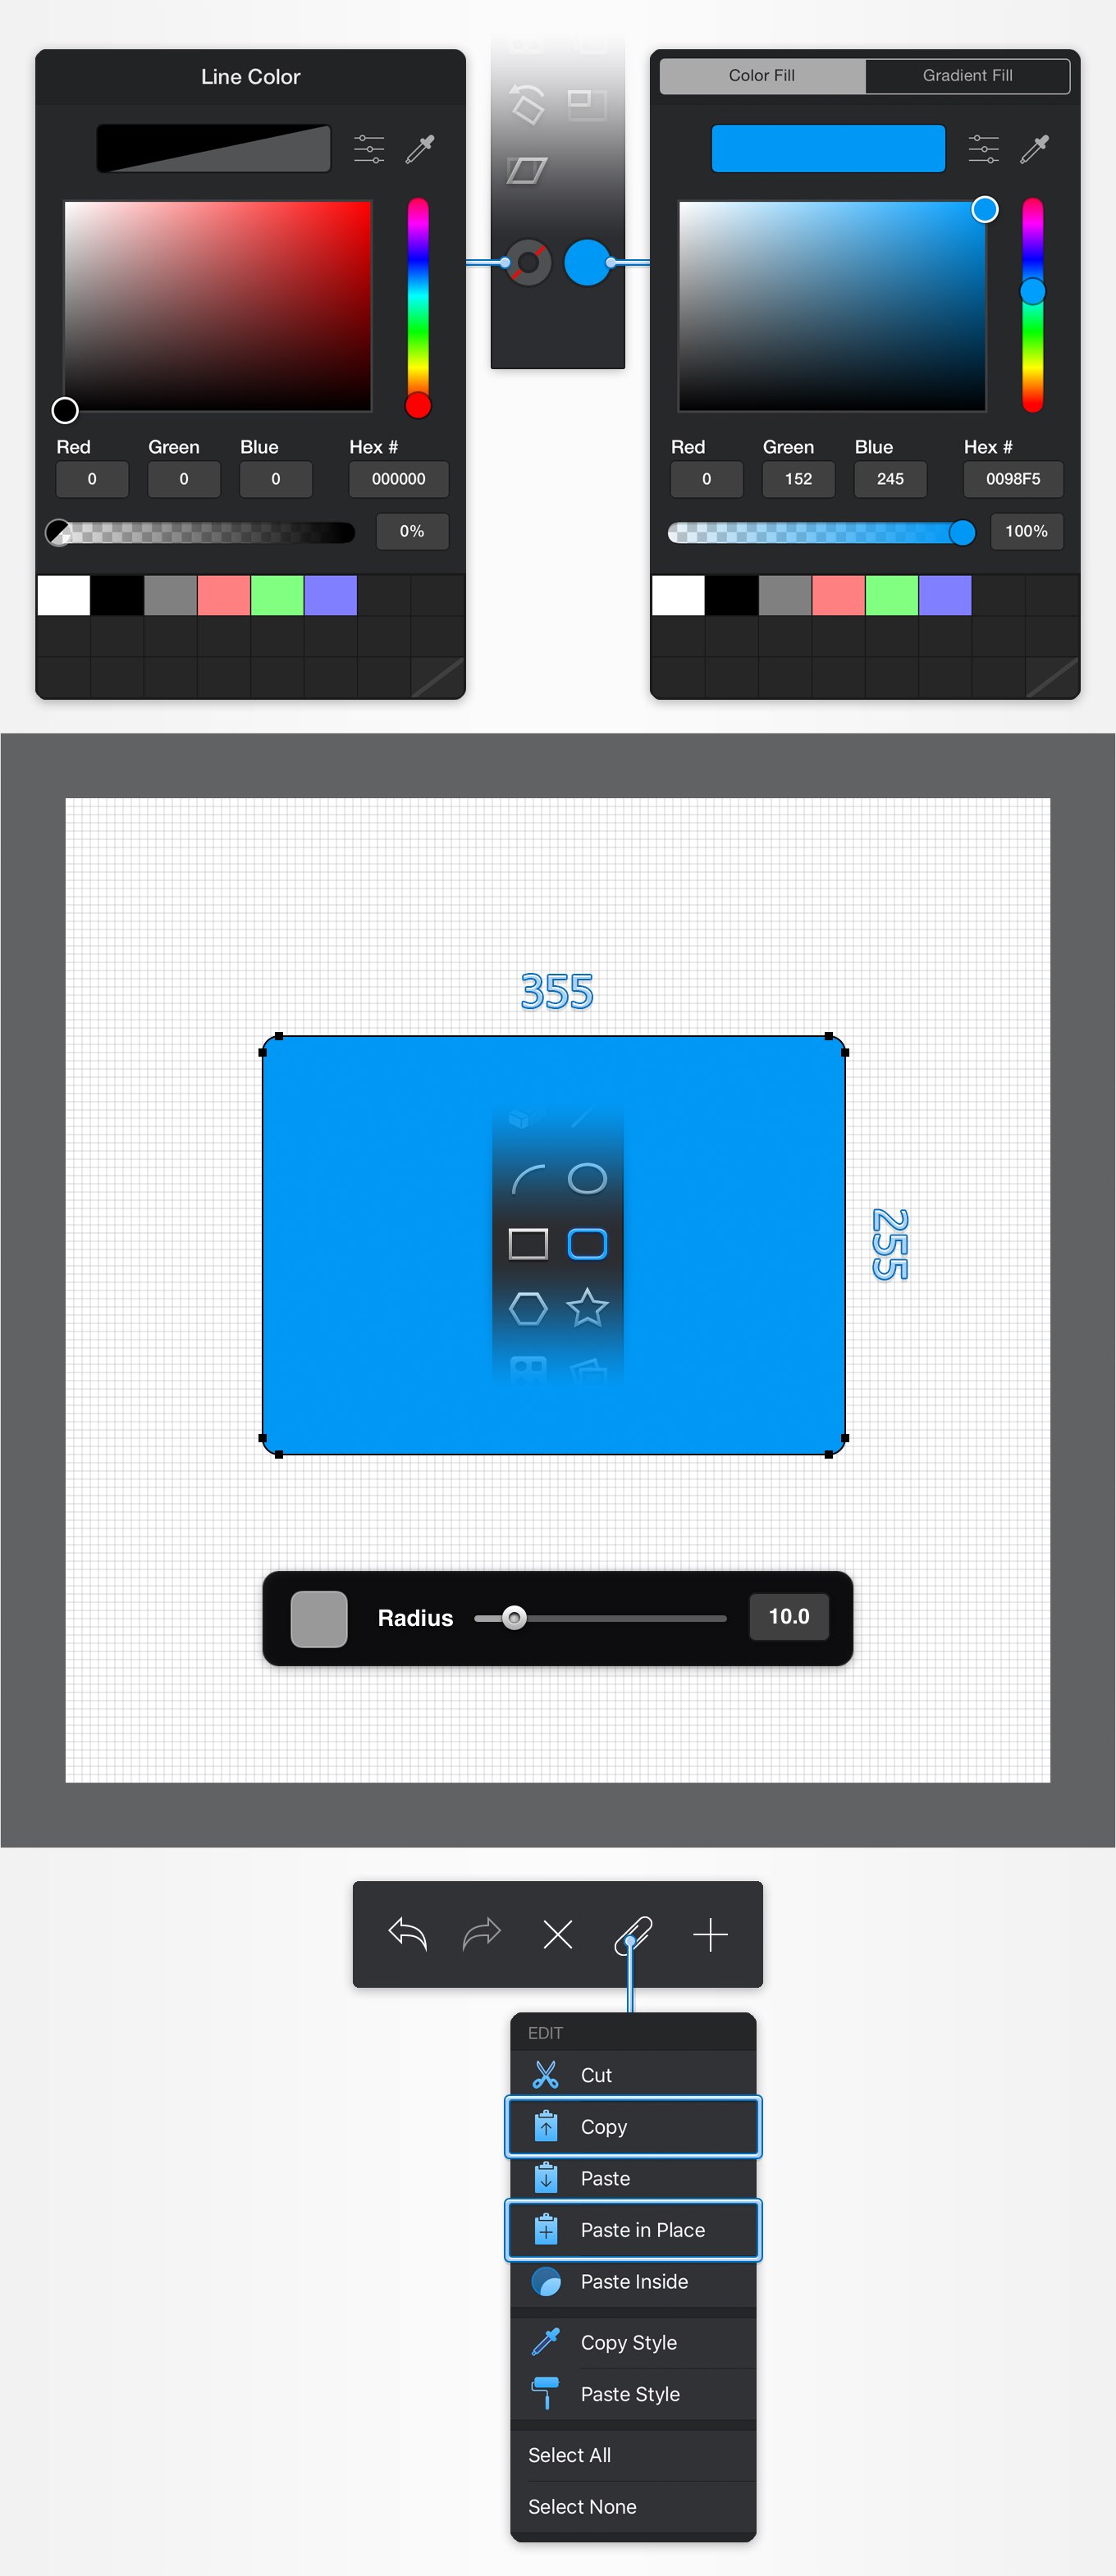 Line Color
Red Green Blue Hex #
0 0 0 000000
0%
Color Fill Gradient Fill
Red Green Blue Hex #
0 152 245 0098F5
100%
355
255
Radius 10.0
EDIT
Cut
Copy
Paste
Paste in Place
Paste Inside
Copy Style
Paste Style
Select All
Select None